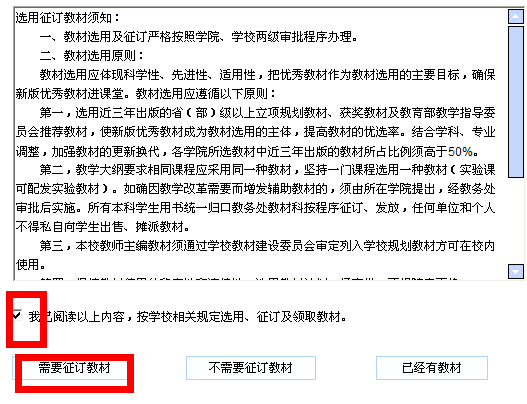 选用征订教材须知：
一、教材选用及征订严格按照学院、学校两级审批程序办理。
二、教材选用原则：
教材选用应体现科学性、先进性、适用性，把优秀教材作为教材选用的主要目标，确保
新版优秀教材进课堂。教材选用应遵循以下原则：
第一，选用近三年出版的省（部）级以上立项规划教材、获奖教材及教育部教学指导委
员会推荐教材，使新版优秀教材成为教材选用的主体，提高教材的优选率。结合学科、专业
调整，加强教材的更新换代，各学院所选教材中近三年出版的教材所占比例须高于50%。
第二，教学大纲要求相同课程应采用同一种教材，坚持一门课程选用一种教材（实验课
可配发实验教材）。如确因教学改革需要而增发辅助教材的，须由所在学院提出，经教务处
审批后实施。所有本科学生用书统一归口教务处教材科按程序征订、发放，任何单位和个人
不得私自向学生出售、摊派教材。
第三，本校教师主编教材须通过学校教材建设委员会审定列入学校规划教材方可在校内
使用。
我已阅读以上内容，按学校相关规定选用、征订及领取教材。
需要征订教材
不需要征订教材
已经有教材